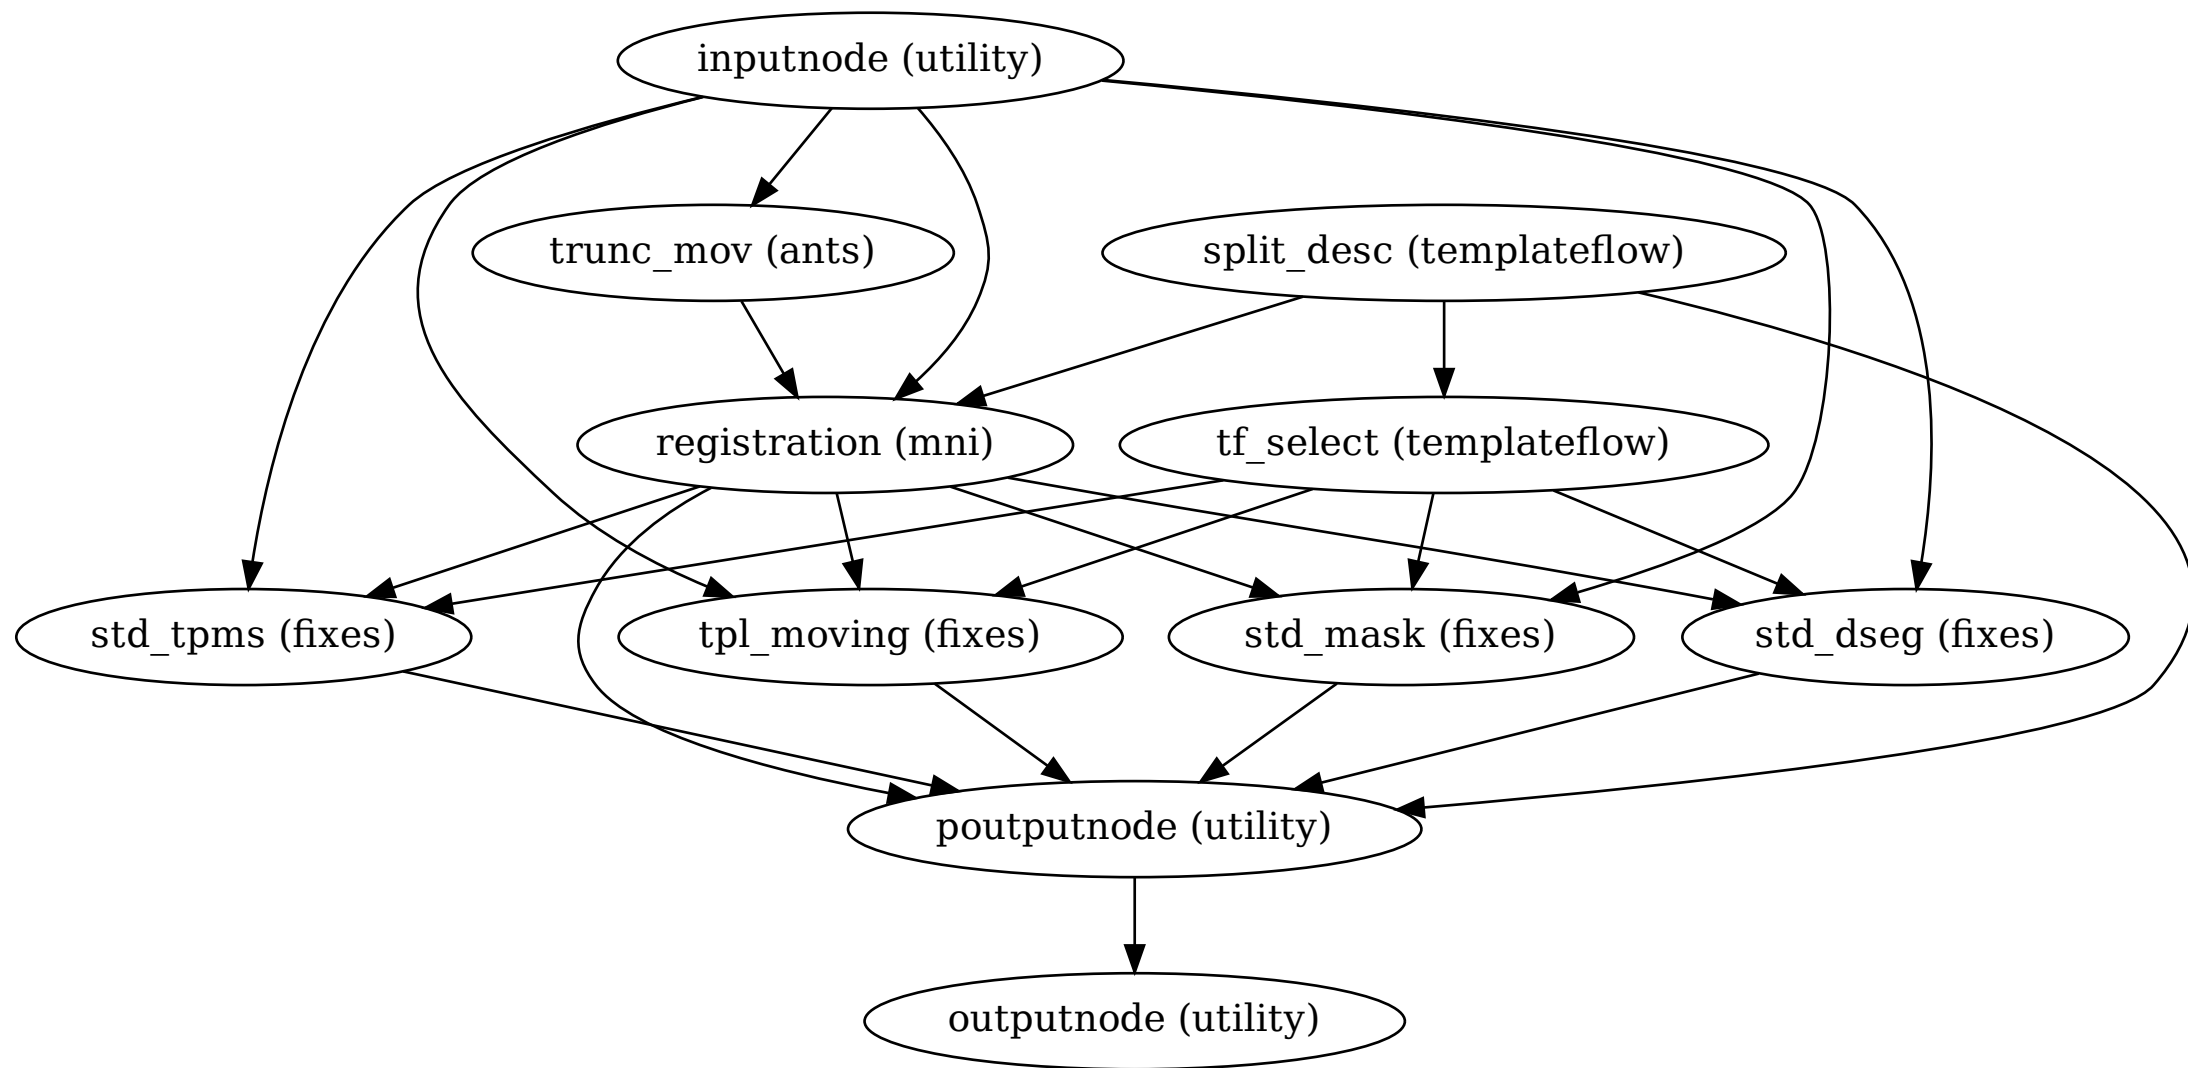 inputnode (utility)
trunc_mov (ants)
split_desc (templateflow)
registration (mni)
tf_select (templateflow)
std_tpms (fixes)
tpl_moving (fixes)
std_mask (fixes)
std_dseg (fixes)
poutputnode (utility)
outputnode (utility)